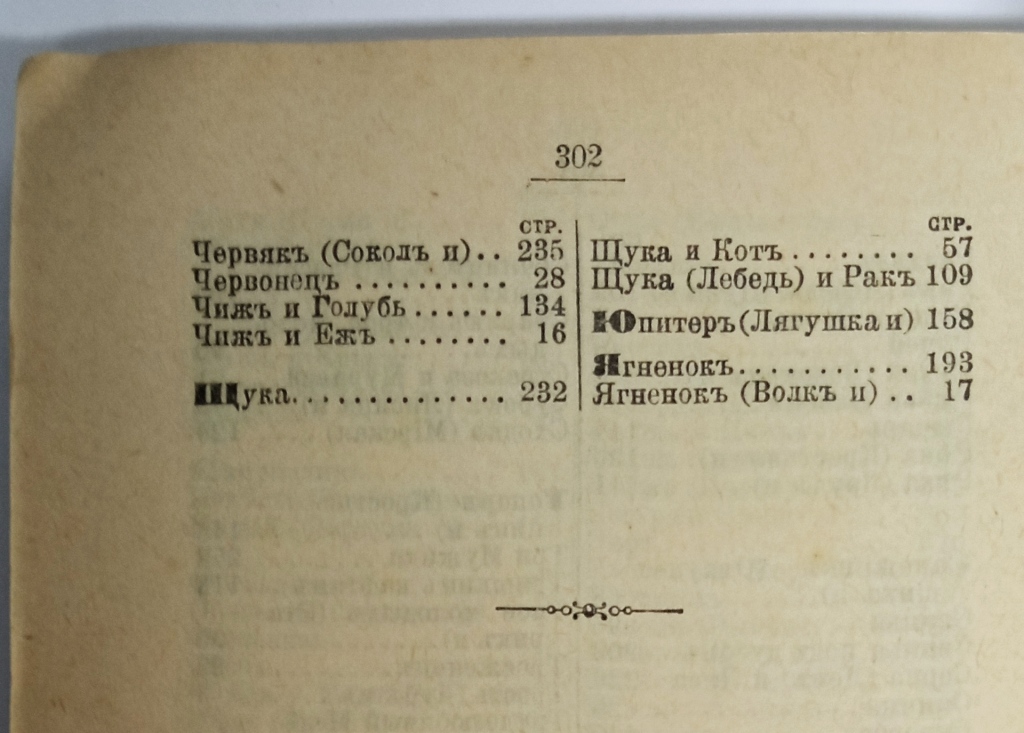 302
СТР.
Червякъ (Соколъ и) .. 235
Червонецъ .......... 28
Чижъ и Голубь ...... 134
Чижъ и Ежъ ........ 16
Щука .............. 232
СТР.
Щука и Котъ ........ 57
Щука (Лебедь) и Ракъ 109
Юпитеръ (Лягушка и) 158
Ягненокъ ........... 193
Ягненокъ (Волкъ и) .. 17